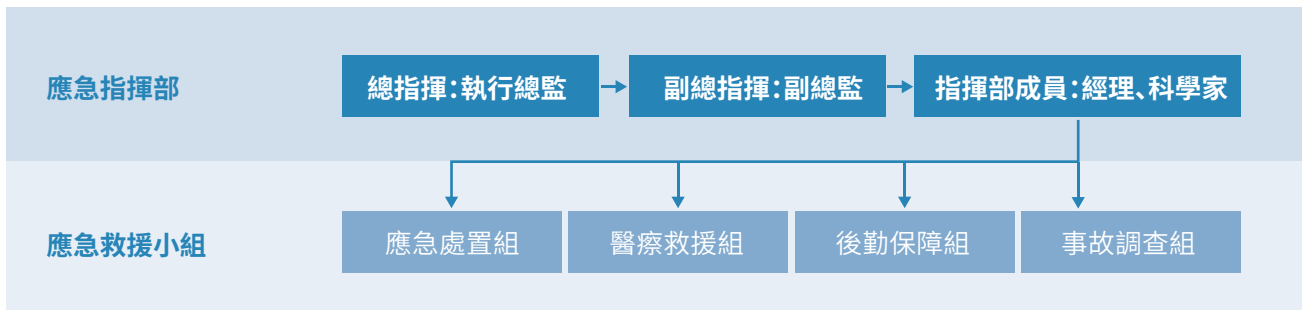 應急指揮部
總指揮:執行總監
副總指揮:副總監
指揮部成員:經理、科學家
應急救援小組
應急處置組
醫瘵救援組
後勤保障組
事故調查組